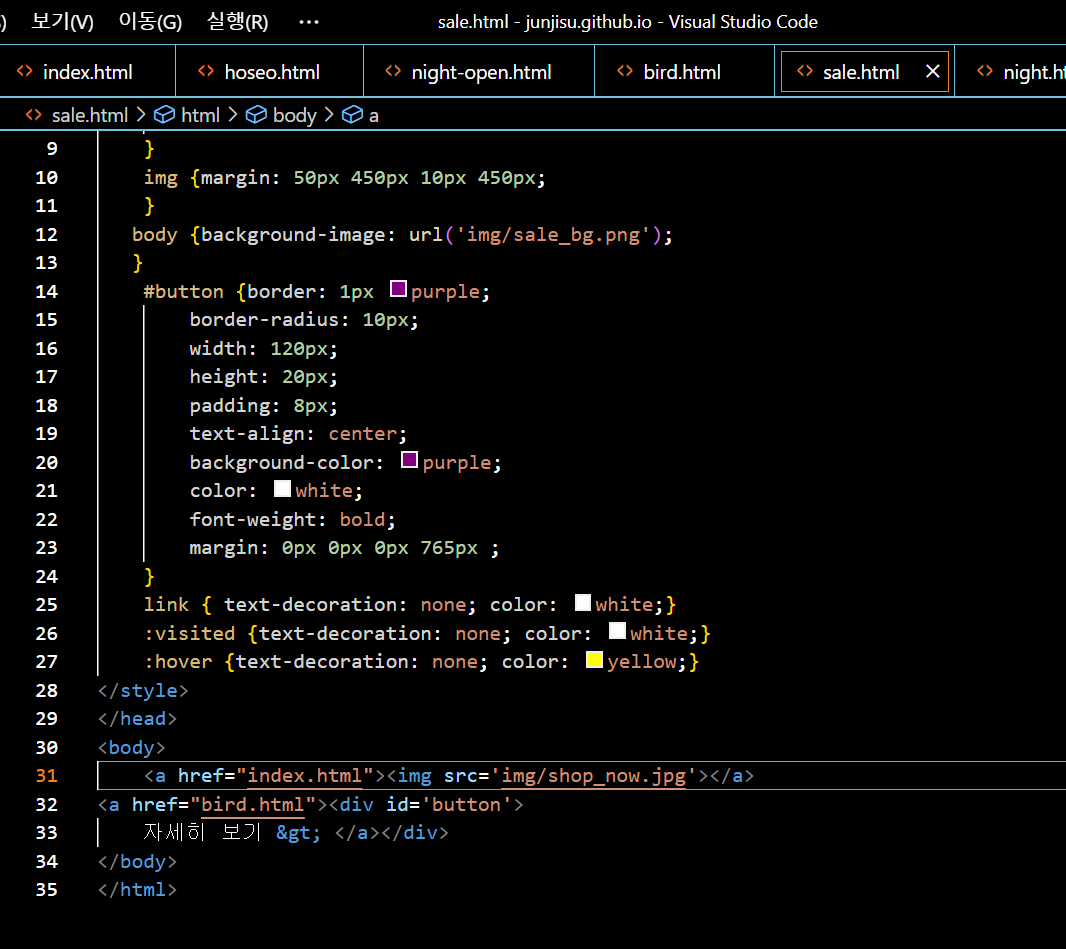 보기(V) 이동(G) 실행(R) ··· sale.html - junjisu.github.io - Visual Studio Code
<> index.html <> hoseo.html <> night-open.html <> bird.html <> sale.html × <> night.ht
<> sale.html > html > body > a
9 }
10 img {margin: 50px 450px 10px 450px;
11 }
12 body {background-image: url('img/sale_bg.png');
13 }
14 #button {border: 1px purple;
15 border-radius: 10px;
16 width: 120px;
17 height: 20px;
18 padding: 8px;
19 text-align: center;
20 background-color: purple;
21 color: white;
22 font-weight: bold;
23 margin: 0px 0px 0px 765px ;
24 }
25 link { text-decoration: none; color: white;}
26 :visited {text-decoration: none; color: white;}
27 :hover {text-decoration: none; color: yellow;}
28 </style>
29 </head>
30 <body>
31 <a href="index.html"><img src='img/shop_now.jpg'></a>
32 <a href="bird.html"><div id='button'>
33 자세히 보기 &gt; </a></div>
34 </body>
35 </html>